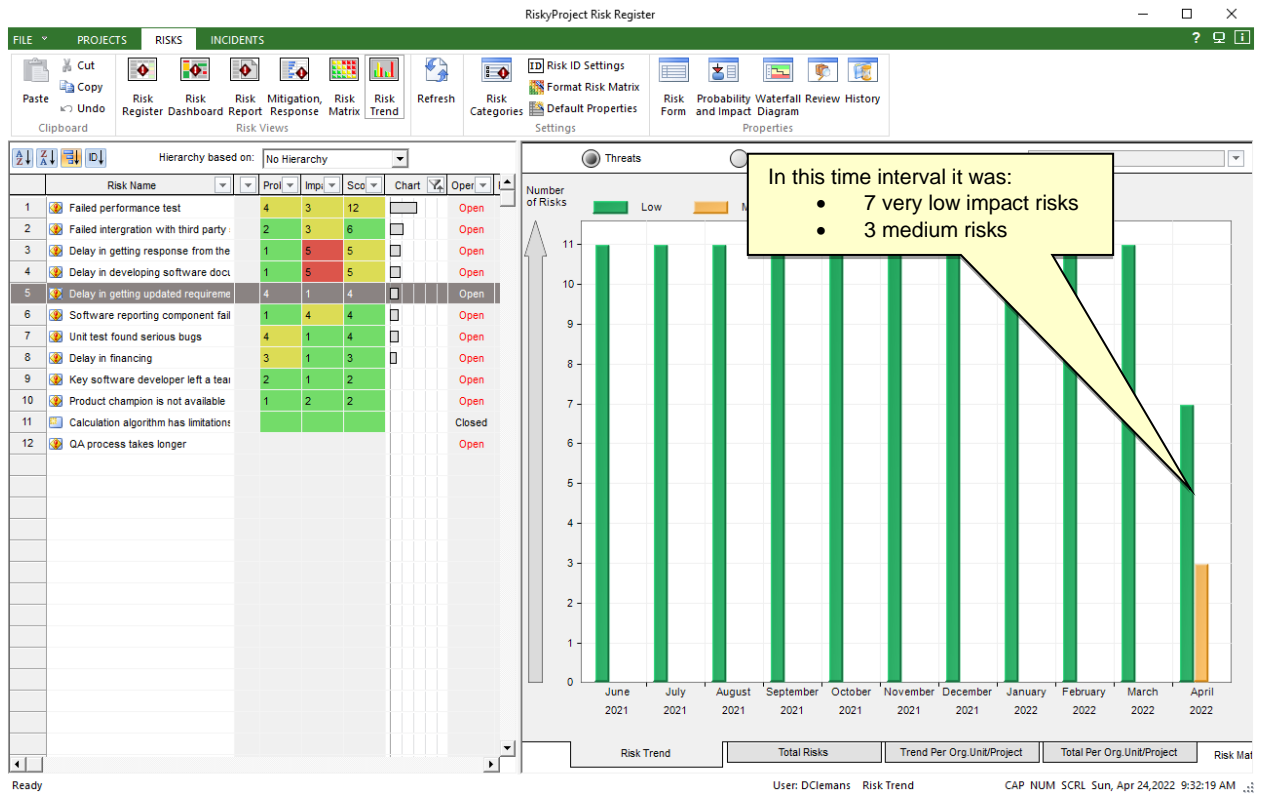 RiskyProject Risk Register
FILE PROJECTS RISKS INCIDENTS ?
Paste
Cut
Copy
Undo
Clipboard
Risk Register
Risk Dashboard
Risk Report
Mitigation, Response
Risk Matrix
Risk Trend
Risk Views
Refresh
Risk Categories
ID Risk ID Settings
Format Risk Matrix
Default Properties
Settings
Risk Form
Probability and Impact
Waterfall Diagram
Review
History
Properties
Hierarchy based on: No Hierarchy
Risk Name Chart
1 Failed performance test 4 3 12 Open
2 Failed intergration with third party 2 3 6 Open
3 Delay in getting response from the 1 5 5 Open
4 Delay in developing software docu 1 5 5 Open
5 Delay in getting updated requireme 4 1 4 Open
6 Software reporting component fail 1 4 4 Open
7 Unit test found serious bugs 4 1 4 Open
8 Delay in financing 3 1 3 Open
9 Key software developer left a tear 2 1 2 Open
10 Product champion is not available 1 2 2 Open
11 Calculation algorithm has limitations Closed
12 QA process takes longer Open
Threats
In this time interval it was:
• 7 very low impact risks
• 3 medium risks
Number
of Risks
Low
11
10
9
8
7
6
5
4
3
2
1
0
June July August September October November December January February March April
2021 2021 2021 2021 2021 2021 2021 2022 2022 2022 2022
Risk Trend Total Risks Trend Per Org.Unit/Project Total Per Org.Unit/Project Risk Mat
Ready User: DClemans Risk Trend CAP NUM SCRL Sun, Apr 24,2022 9:32:19 AM